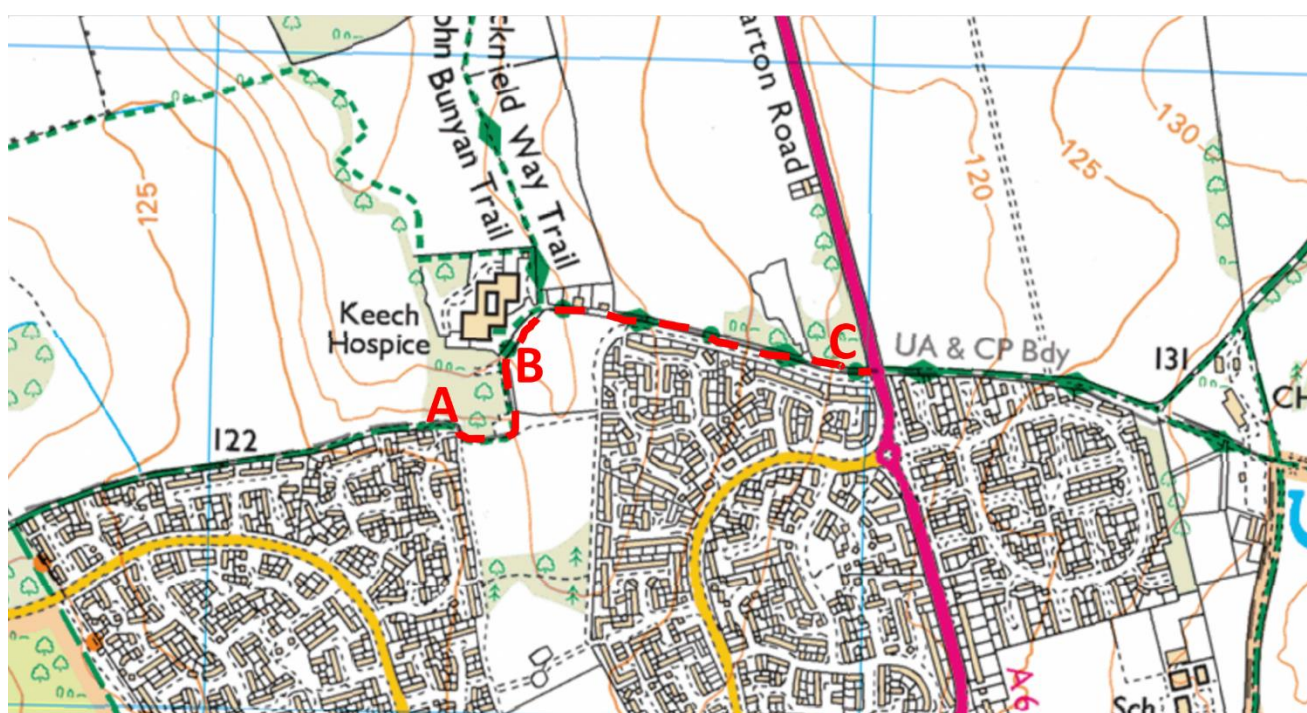 cknield Way Trail
ohn Bunyan Trail
arton Road
130
125
120
125
Keech
Hospice
B
C
UA & CP Bdy
131
CH
A
122
A6
Sch